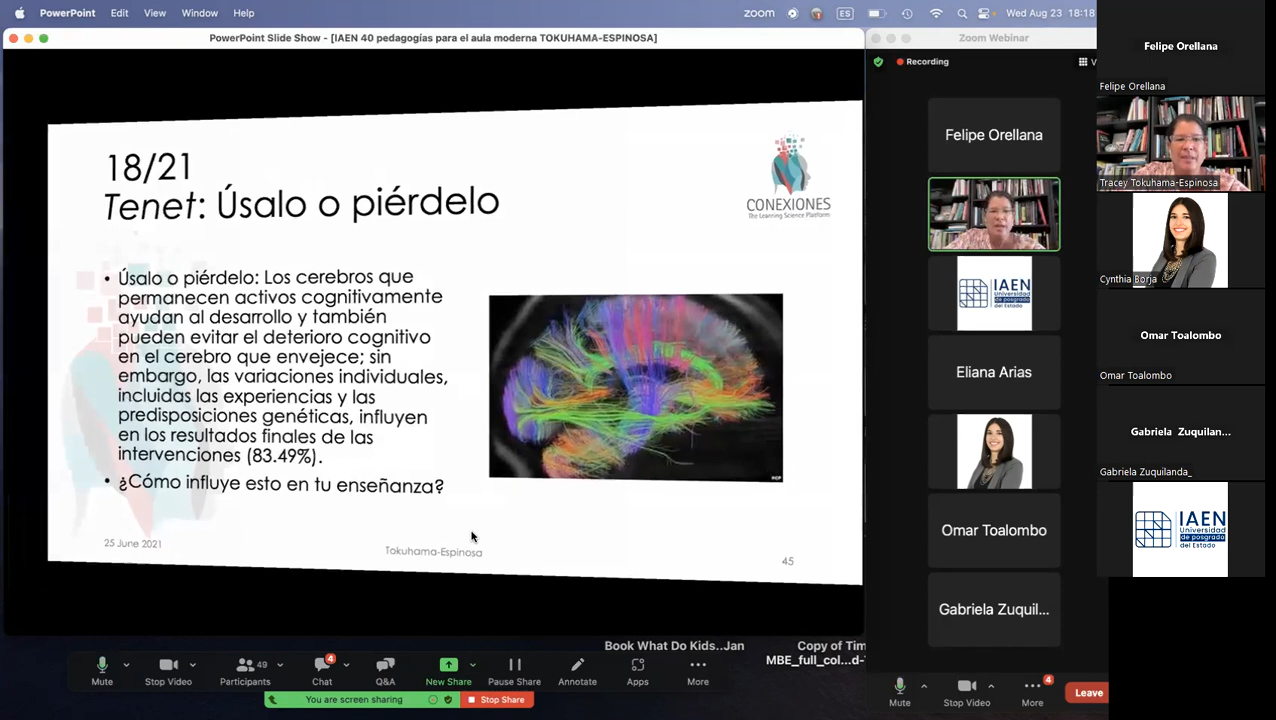 PowerPoint Edit View Window Help
zoom ES Wed Aug 23 18:18
PowerPoint Slide Show - [IAEN 40 pedagogías para el aula moderna TOKUHAMA-ESPINOSA]
18/21
Tenet: Úsalo o piérdelo
CONEXIONES
The Learning Science Platform
• Úsalo o piérdelo: Los cerebros que
permanecen activos cognitivamente
ayudan al desarrollo y también
pueden evitar el deterioro cognitivo
en el cerebro que envejece; sin
embargo, las variaciones individuales,
incluidas las experiencias y las
predisposiciones genéticas, influyen
en los resultados finales de las
intervenciones (83.49%).
• ¿Cómo influye esto en tu enseñanza?
25 June 2021
Tokuhama-Espinosa
45
Book What Do Kids..Jan
Copy of Tim
MBE_full_col...d-
Mute
Stop Video
49
Participants
4
Chat
Q&A
New Share
Pause Share
Annotate
Apps
More
You are screen sharing
Stop Share
Zoom Webinar
Recording
V
Felipe Orellana
IAEN
Universidad
de posgrado
del Estado
Eliana Arias
Omar Toalombo
Gabriela Zuquil...
Mute
Stop Video
4
More
Leave
Felipe Orellana
Felipe Orellana
Tracey Tokuhama-Espinosa
Cynthia Borja
Omar Toalombo
Omar Toalombo
Gabriela Zuquilan...
Gabriela Zuquilanda_
IAEN
Universidad
de posgrado
del Estado